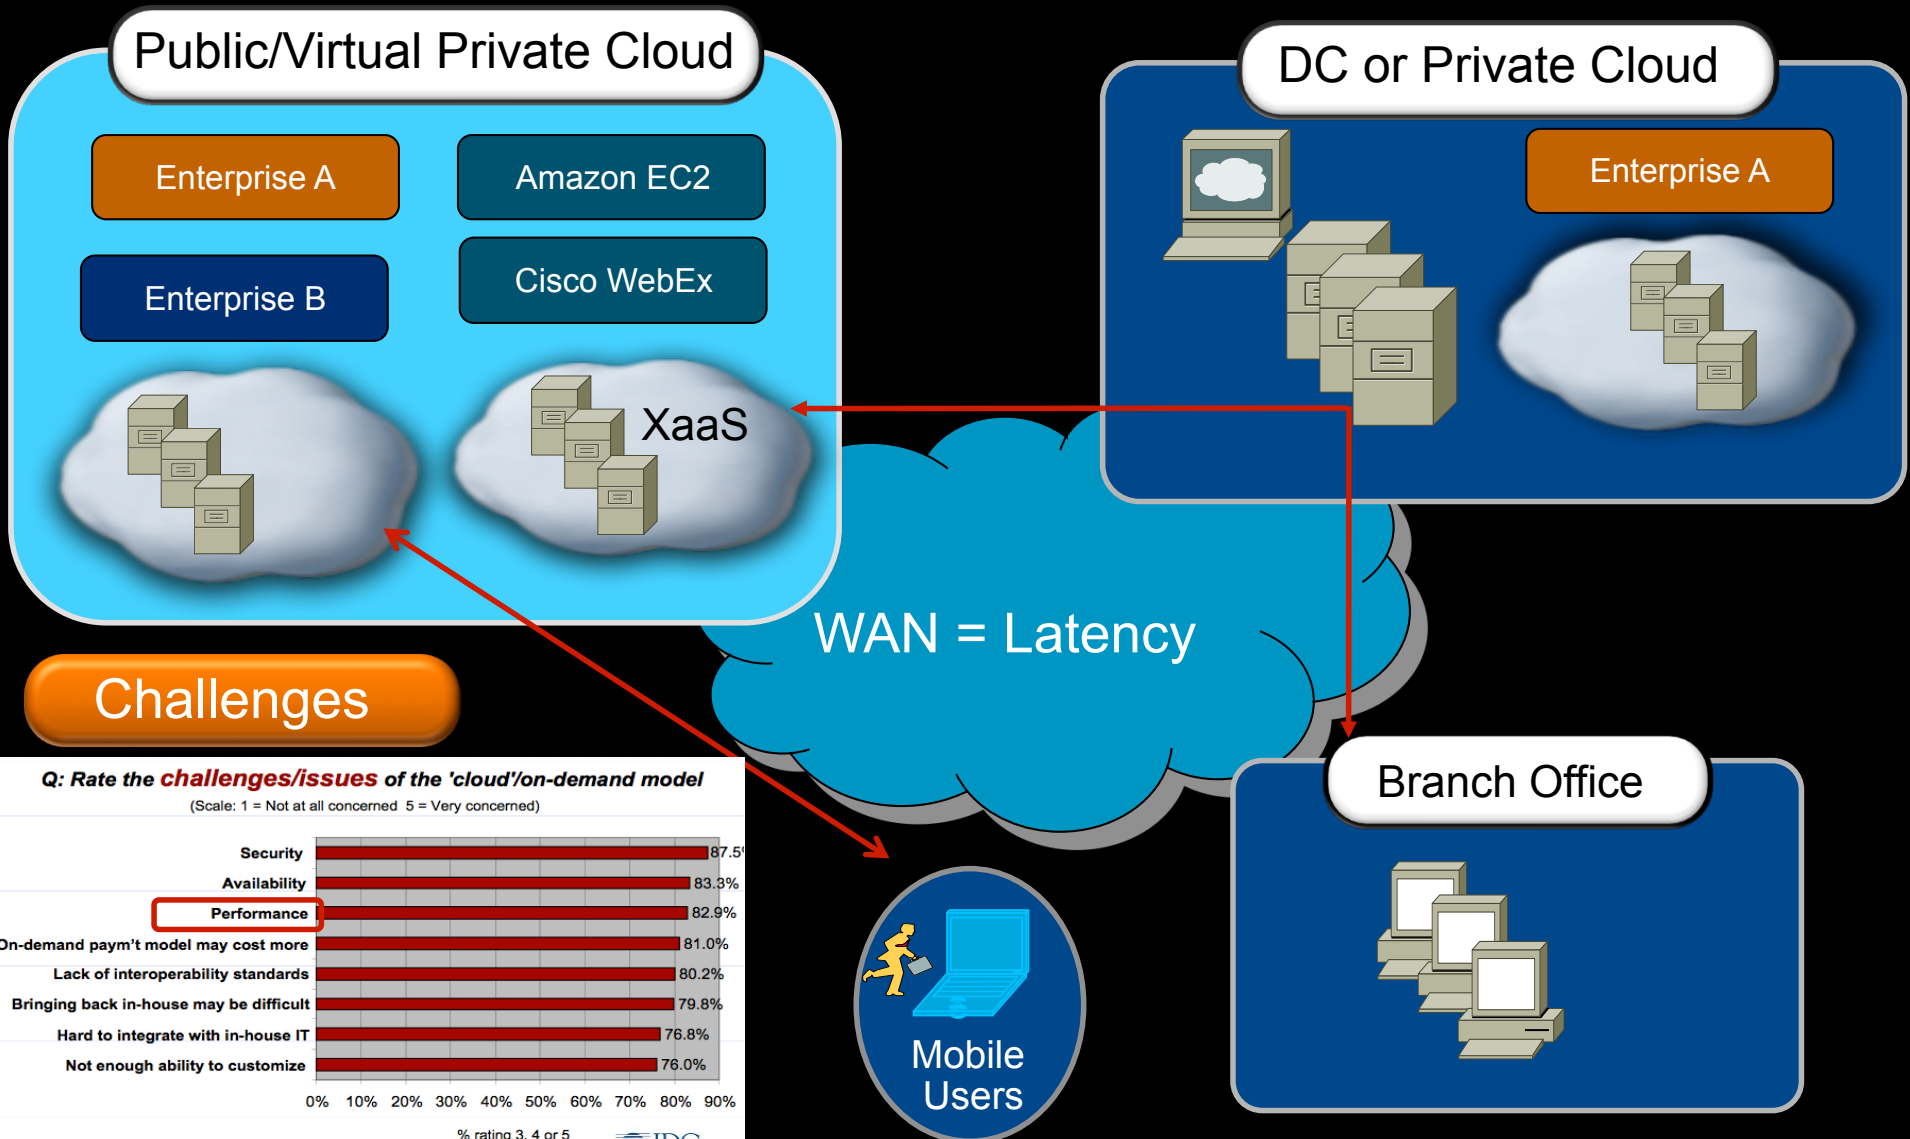 Public/Virtual Private Cloud
DC or Private Cloud
Enterprise A
Amazon EC2
Enterprise A
Enterprise B
Cisco WebEx
XaaS
WAN = Latency
Challenges
Branch Office
Mobile
Users
Q: Rate the challenges/issues of the 'cloud'/on-demand model
(Scale: 1 = Not at all concerned 5 = Very concerned)
Security 87.5
Availability 83.3%
Performance 82.9%
On-demand paym't model may cost more 81.0%
Lack of interoperability standards 80.2%
Bringing back in-house may be difficult 79.8%
Hard to integrate with in-house IT 76.8%
Not enough ability to customize 76.0%
0% 10% 20% 30% 40% 50% 60% 70% 80% 90%
% rating 3, 4 or 5
IDC